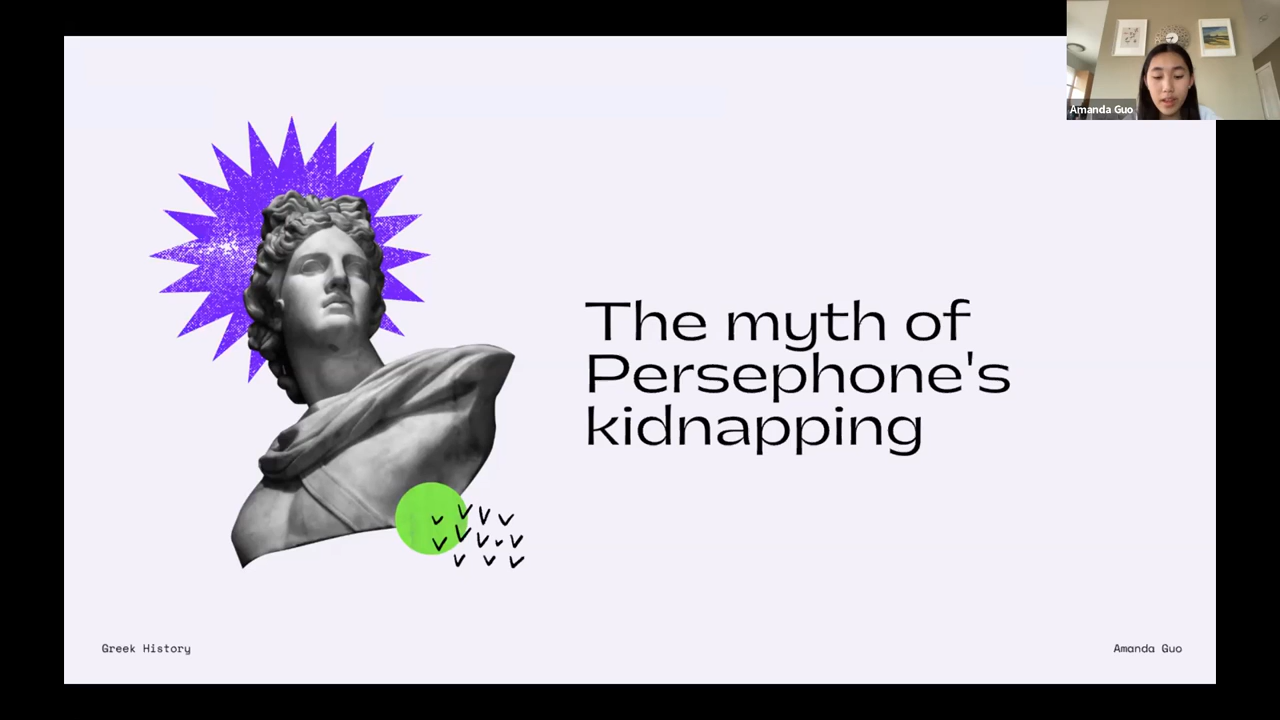 Amanda Guo
The myth of
Persephone's
kidnapping
Greek History
Amanda Guo